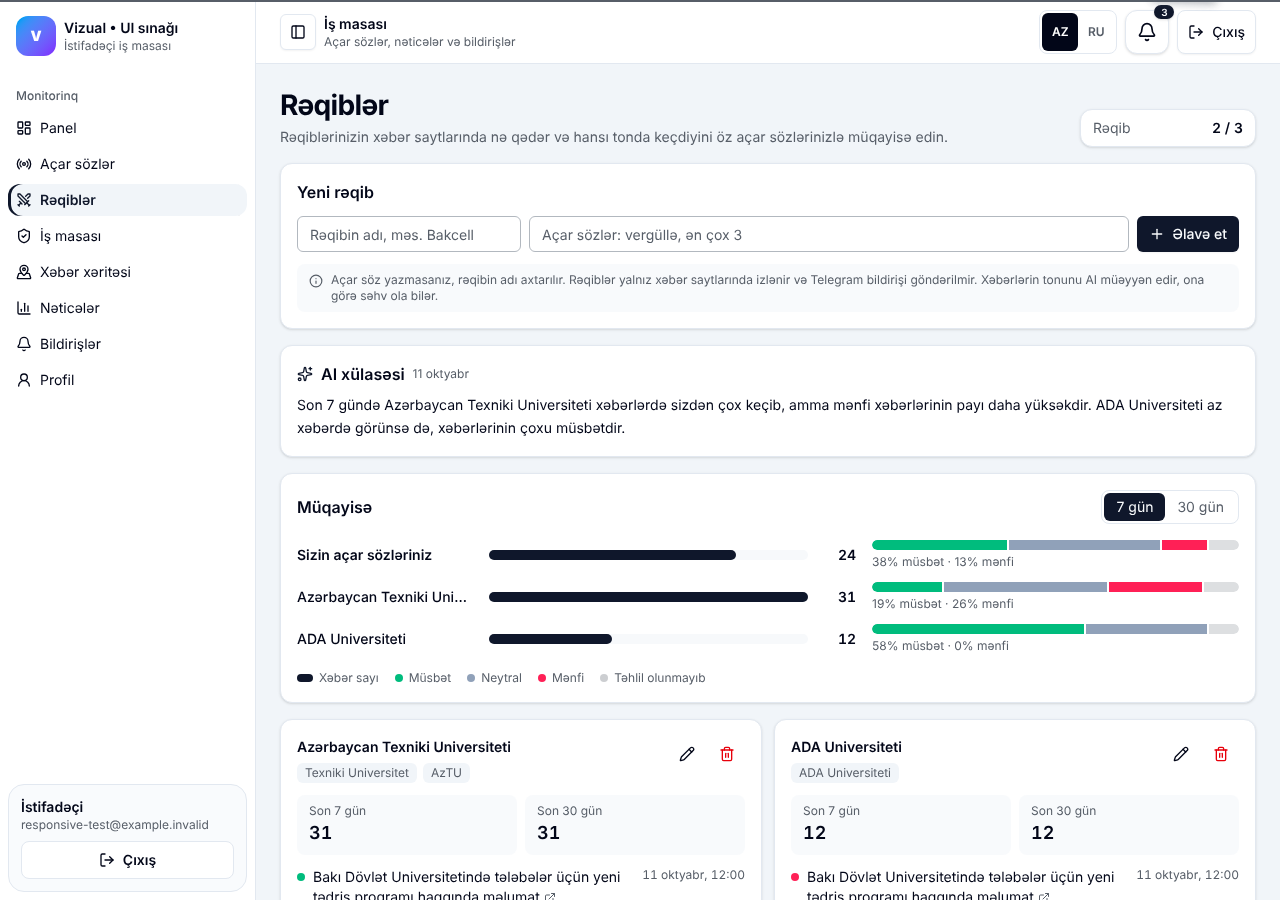 V
Vizual • UI sınağı
İstifadəçi iş masası
Monitorinq
Panel
Açar sözlər
Rəqiblər
İş masası
Xəbər xəritəsi
Nəticələr
Bildirişlər
Profil
İstifadəçi
responsive-test@example.invalid
Çıxış
İş masası
Açar sözlər, nəticələr və bildirişlər
AZ RU
3
Çıxış
Rəqiblər
Rəqiblərinizin xəbər saytlarında nə qədər və hansı tonda keçdiyini öz açar sözlərinizlə müqayisə edin.
Rəqib 2 / 3
Yeni rəqib
Rəqibin adı, məs. Bakcell
Açar sözlər: vergüllə, ən çox 3
Əlavə et
Açar söz yazmasanız, rəqibin adı axtarılır. Rəqiblər yalnız xəbər saytlarında izlənir və Telegram bildirişi göndərilmir. Xəbərlərin tonunu AI müəyyən edir, ona
görə səhv ola bilər.
AI xülasəsi 11 oktyabr
Son 7 gündə Azərbaycan Texniki Universiteti xəbərlərdə sizdən çox keçib, amma mənfi xəbərlərinin payı daha yüksəkdir. ADA Universiteti az
xəbərdə görünsə də, xəbərlərinin çoxu müsbətdir.
Müqayisə
7 gün 30 gün
Sizin açar sözləriniz 24
38% müsbət · 13% mənfi
Azərbaycan Texniki Uni... 31
19% müsbət · 26% mənfi
ADA Universiteti 12
58% müsbət · 0% mənfi
Xəbər sayı Müsbət Neytral Mənfi Təhlil olunmayıb
Azərbaycan Texniki Universiteti
Texniki Universitet AzTU
Son 7 gün
31
Son 30 gün
31
Bakı Dövlət Universitetində tələbələr üçün yeni
tədris proqramı haqqında məlumat
11 oktyabr, 12:00
ADA Universiteti
ADA Universiteti
Son 7 gün
12
Son 30 gün
12
Bakı Dövlət Universitetində tələbələr üçün yeni
tədris proqramı haqqında məlumat
11 oktyabr, 12:00